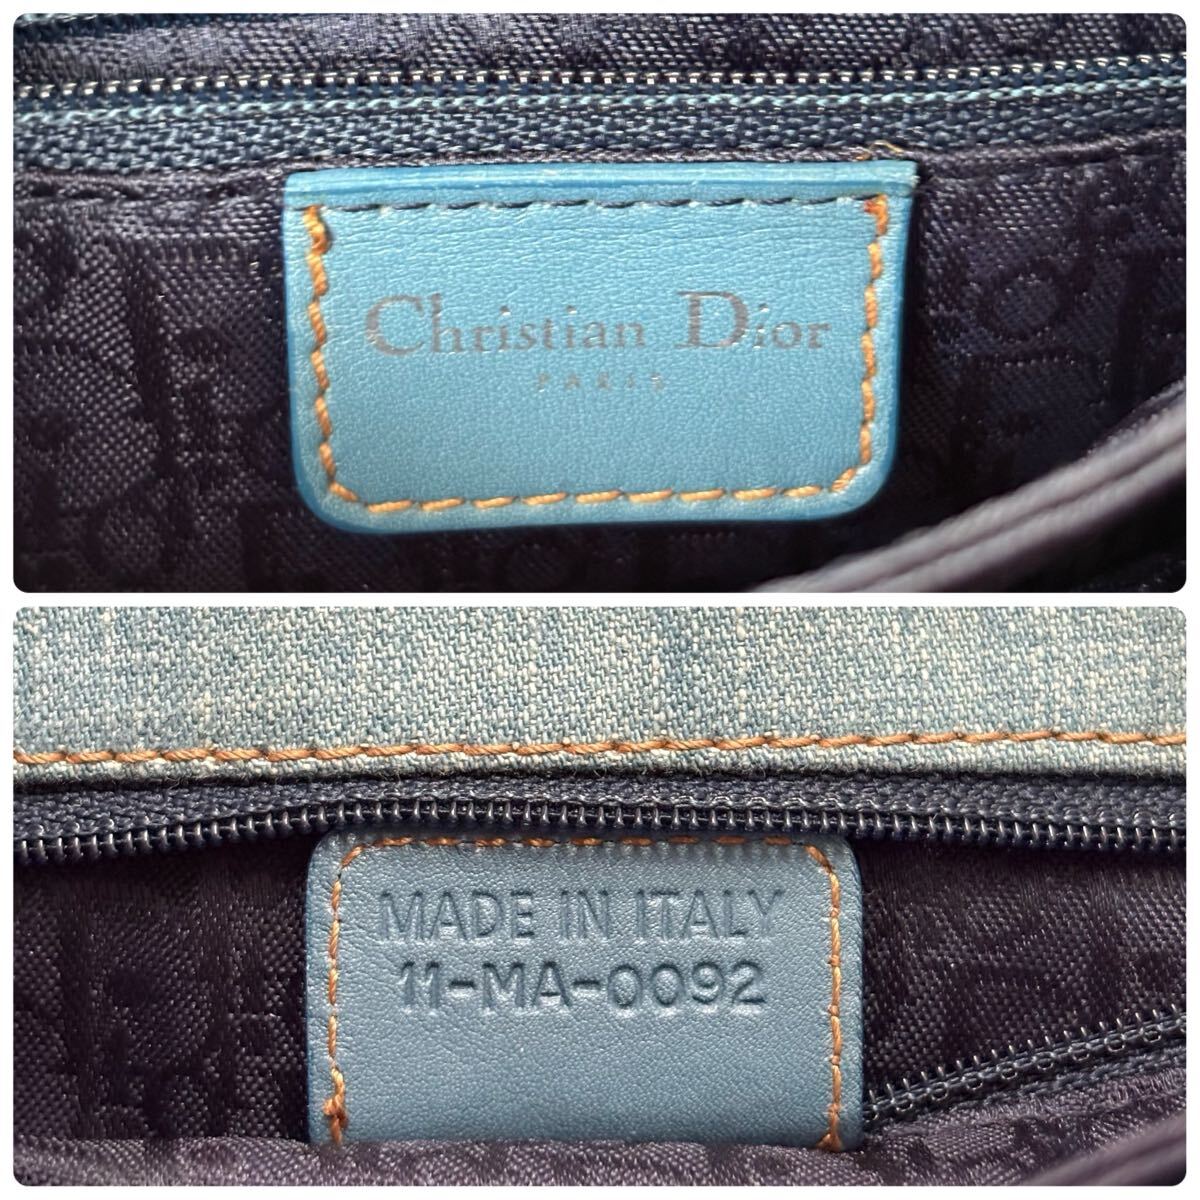 Christian Dior
PARIS
MADE IN ITALY
11-MA-0092